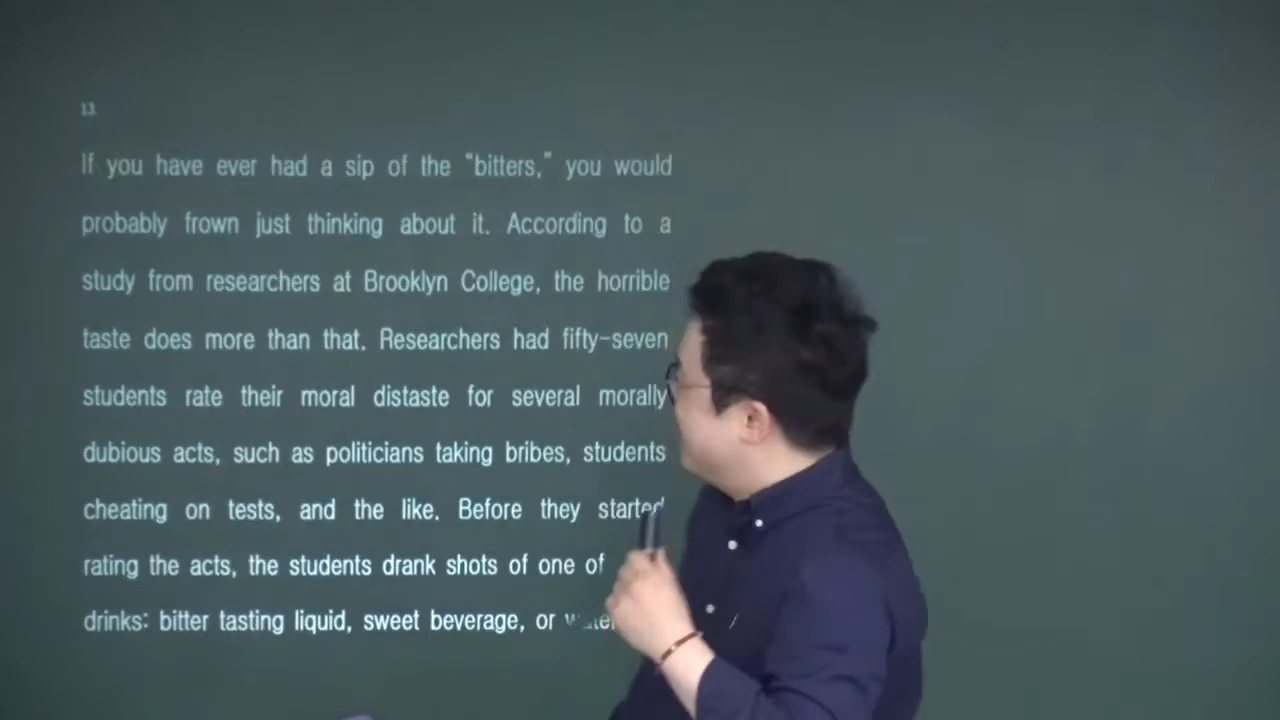 13.
If you have ever had a sip of the “bitters,” you would
probably frown just thinking about it. According to a
study from researchers at Brooklyn College, the horrible
taste does more than that. Researchers had fifty-seven
students rate their moral distaste for several morally
dubious acts, such as politicians taking bribes, students
cheating on tests, and the like. Before they started
rating the acts, the students drank shots of one of
drinks: bitter tasting liquid, sweet beverage, or